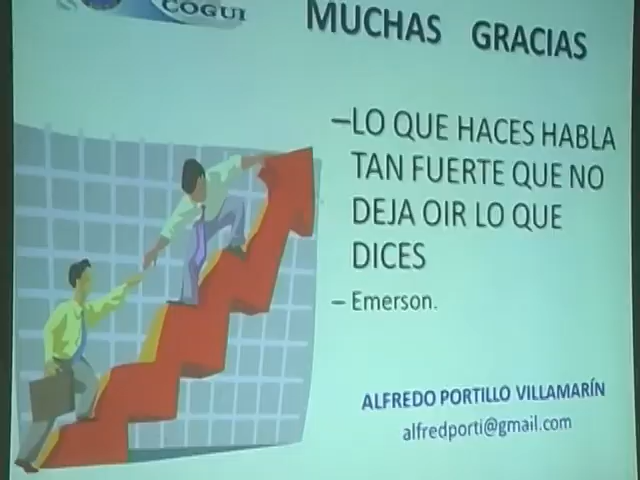 COGUI
MUCHAS GRACIAS
–LO QUE HACES HABLA
TAN FUERTE QUE NO
DEJA OIR LO QUE
DICES
– Emerson.
ALFREDO PORTILLO VILLAMARÍN
alfredporti@gmail.com